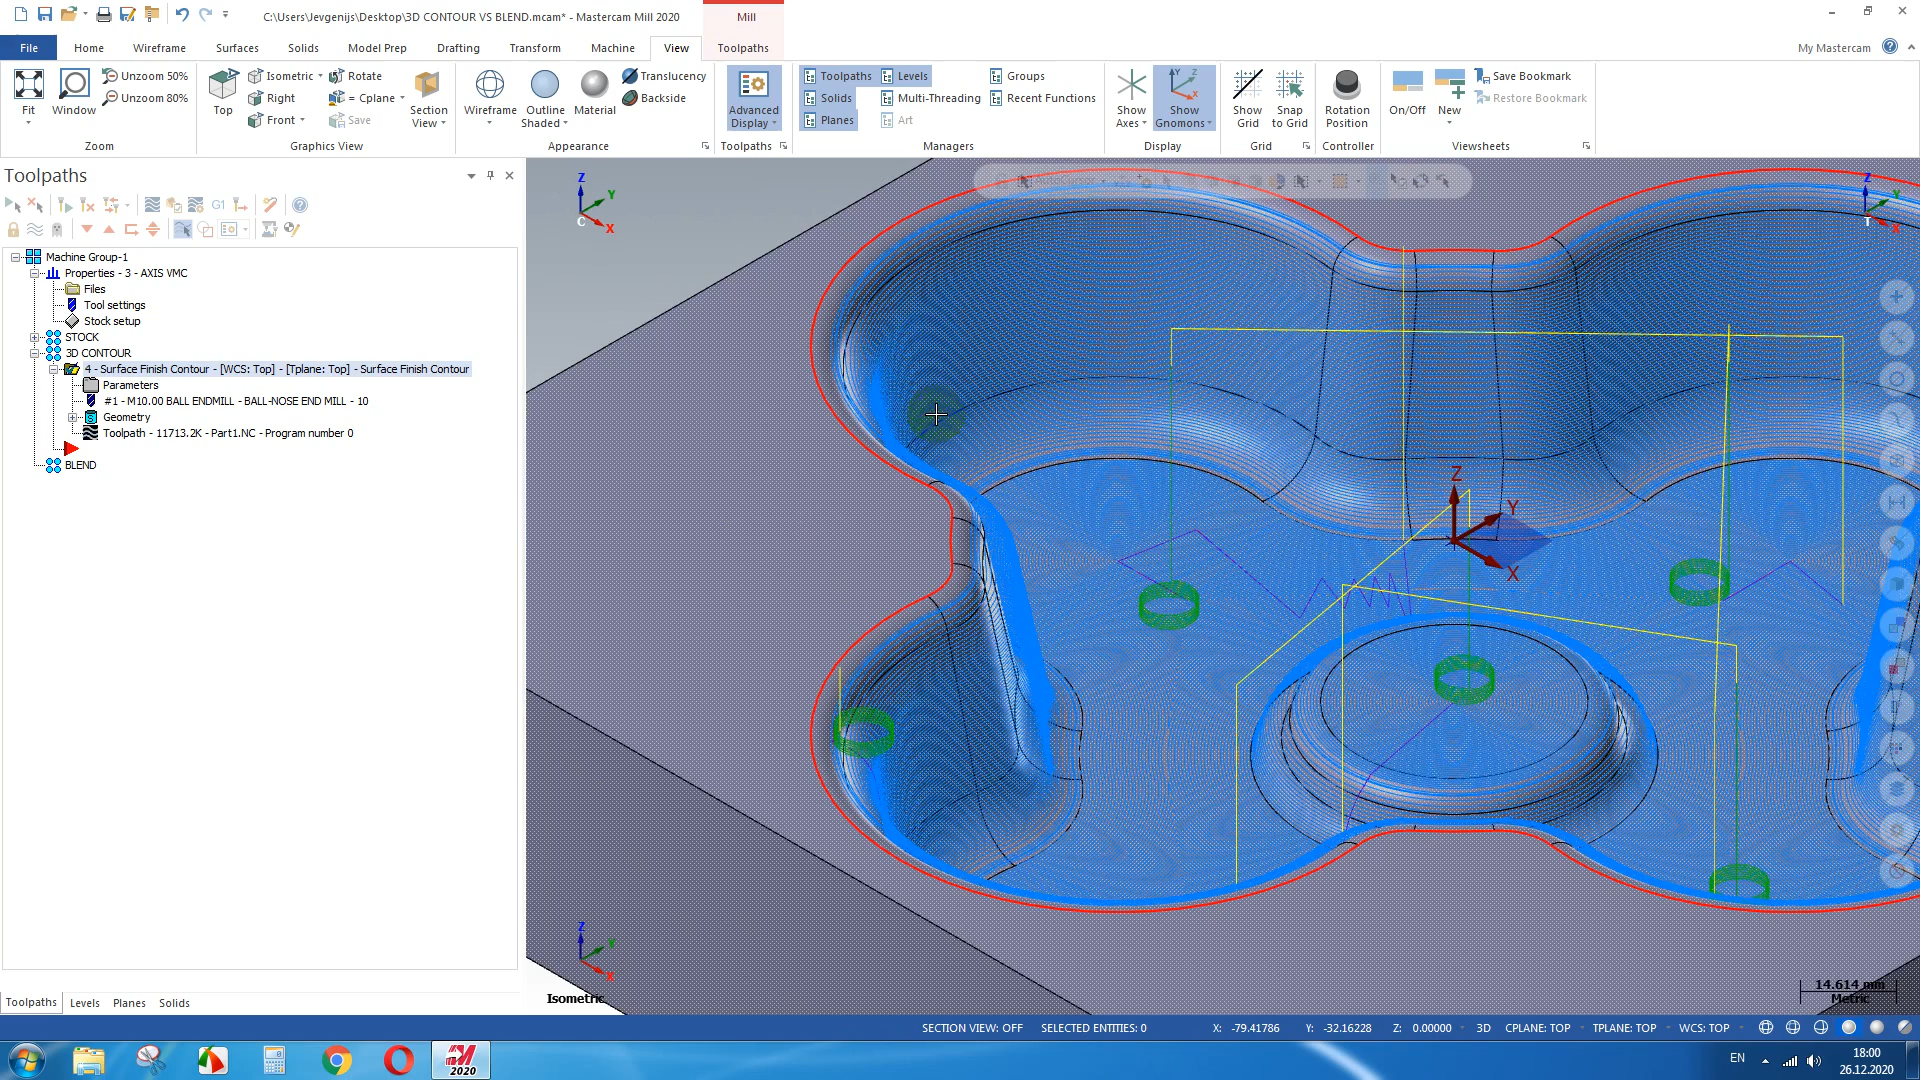 C:\Users\Jevgenijs\Desktop\3D CONTOUR VS BLEND.mcam* - Mastercam Mill 2020
Mill
File
Home
Wireframe
Surfaces
Solids
Model Prep
Drafting
Transform
Machine
View
Toolpaths
My Mastercam
Fit
Window
Unzoom 50%
Unzoom 80%
Zoom
Top
Isometric
Right
Front
Rotate
= Cplane
Save
Section View
Graphics View
Wireframe
Outline Shaded
Material
Translucency
Backside
Appearance
Advanced Display
Toolpaths
Toolpaths
Solids
Planes
Levels
Multi-Threading
Art
Groups
Recent Functions
Managers
Show Axes
Show Gnomons
Display
Show Grid
Snap to Grid
Grid
Rotation Position
Controller
On/Off
New
Save Bookmark
Restore Bookmark
Viewsheets
Toolpaths
G1
Machine Group-1
Properties - 3 - AXIS VMC
Files
Tool settings
Stock setup
STOCK
3D CONTOUR
4 - Surface Finish Contour - [WCS: Top] - [Tplane: Top] - Surface Finish Contour
Parameters
#1 - M10.00 BALL ENDMILL - BALL-NOSE END MILL - 10
Geometry
Toolpath - 11713.2K - Part1.NC - Program number 0
BLEND
Toolpaths
Levels
Planes
Solids
Z
Y
X
C
Z
Y
X
T
Z
Y
X
Z
Y
X
Isometric
14.614 mm
Metric
SECTION VIEW: OFF
SELECTED ENTITIES: 0
X: -79.41786
Y: -32.16228
Z: 0.00000
3D
CPLANE: TOP
TPLANE: TOP
WCS: TOP
2020
EN
18:00
26.12.2020